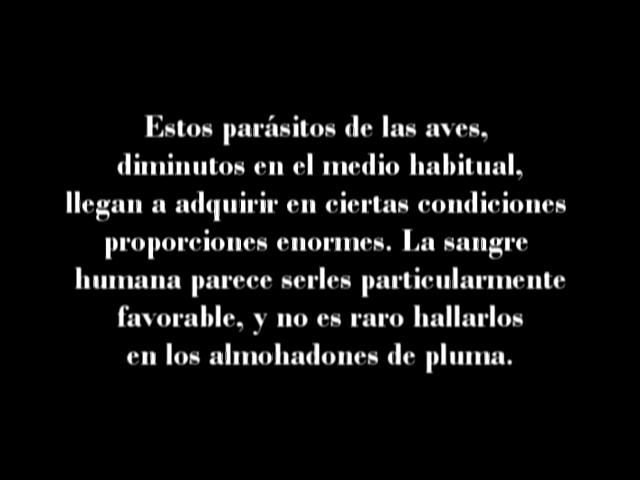 Estos parásitos de las aves,
diminutos en el medio habitual,
llegan a adquirir en ciertas condiciones
proporciones enormes. La sangre
humana parece serles particularmente
favorable, y no es raro hallarlos
en los almohadones de pluma.